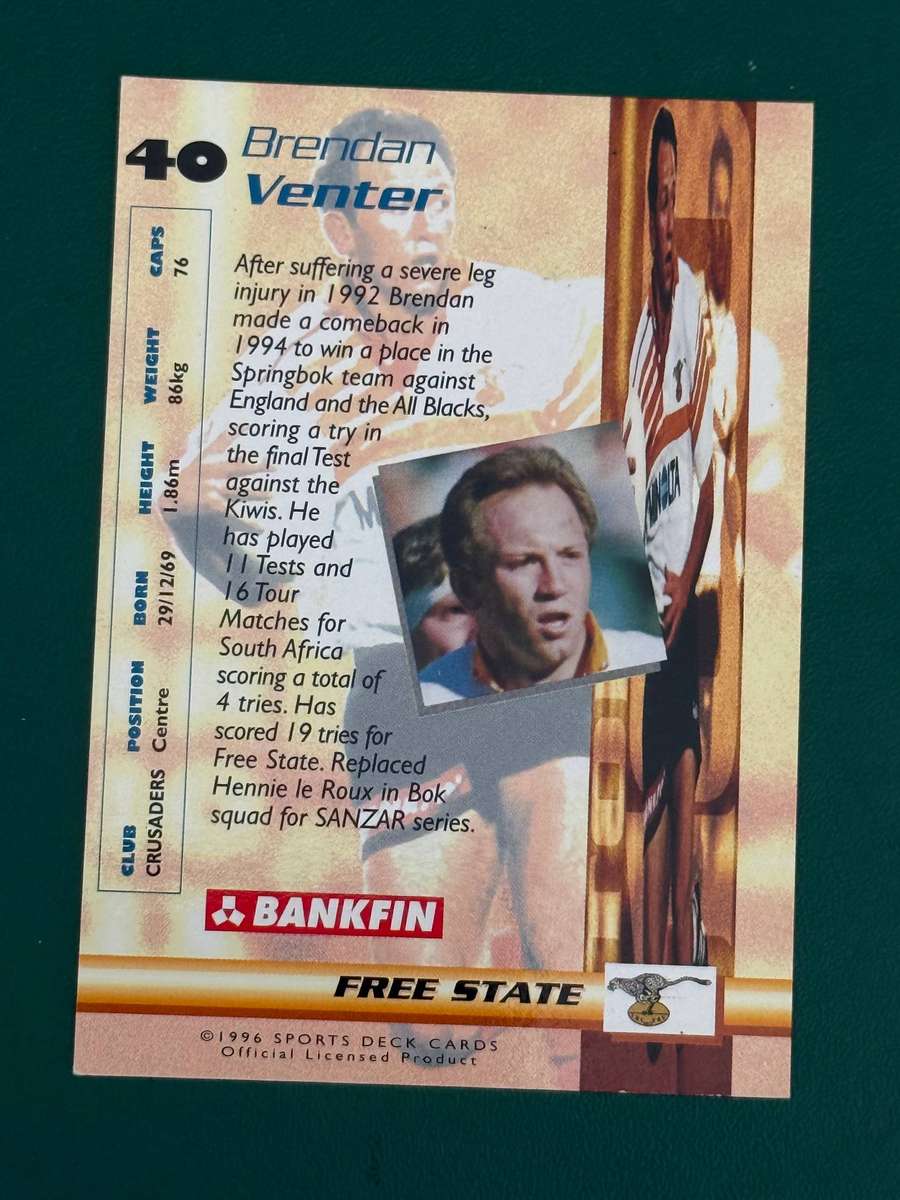 40 Brendan
Venter
After suffering a severe leg
injury in 1992 Brendan
made a comeback in
1994 to win a place in the
Springbok team against
England and the All Blacks,
scoring a try in
the final Test
against the
Kiwis. He
has played
11 Tests and
16 Tour
Matches for
South Africa
scoring a total of
4 tries. Has
scored 19 tries for
Free State. Replaced
Hennie le Roux in Bok
squad for SANZAR series.
CLUB POSITION BORN HEIGHT WEIGHT CAPS
CRUSADERS Centre 29/12/69 1.86m 86kg 76
MINOLTA
BANKFIN
FREE STATE
©1996 SPORTS DECK CARDS
Official Licensed Product